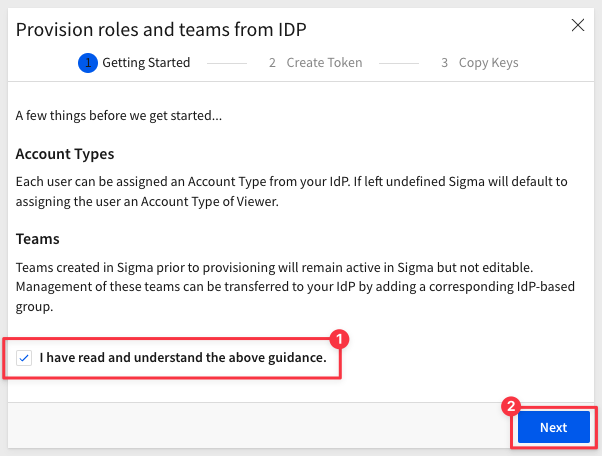 Provision roles and teams from IDP
1 Getting Started 2 Create Token 3 Copy Keys
A few things before we get started...
Account Types
Each user can be assigned an Account Type from your IdP. If left undefined Sigma will default to
assigning the user an Account Type of Viewer.
Teams
Teams created in Sigma prior to provisioning will remain active in Sigma but not editable.
Management of these teams can be transferred to your IdP by adding a corresponding IdP-based
group.
1
I have read and understand the above guidance.
2
Next